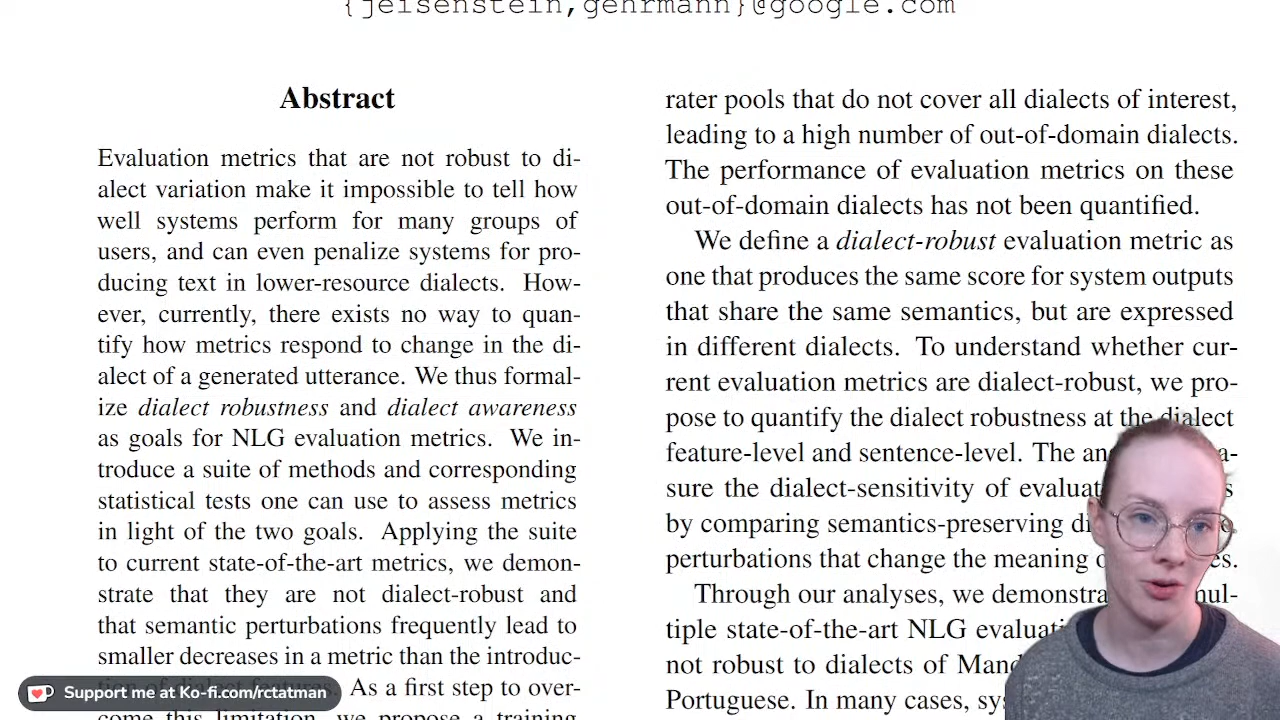 {jeisenstein,gehrmann}@google.com
Abstract
Evaluation metrics that are not robust to di-
alect variation make it impossible to tell how
well systems perform for many groups of
users, and can even penalize systems for pro-
ducing text in lower-resource dialects. How-
ever, currently, there exists no way to quan-
tify how metrics respond to change in the di-
alect of a generated utterance. We thus formal-
ize dialect robustness and dialect awareness
as goals for NLG evaluation metrics. We in-
troduce a suite of methods and corresponding
statistical tests one can use to assess metrics
in light of the two goals. Applying the suite
to current state-of-the-art metrics, we demon-
strate that they are not dialect-robust and
that semantic perturbations frequently lead to
smaller decreases in a metric than the introduc-
tion of dialect features. As a first step to over-
come this limitation, we propose a training
rater pools that do not cover all dialects of interest,
leading to a high number of out-of-domain dialects.
The performance of evaluation metrics on these
out-of-domain dialects has not been quantified.
We define a dialect-robust evaluation metric as
one that produces the same score for system outputs
that share the same semantics, but are expressed
in different dialects. To understand whether cur-
rent evaluation metrics are dialect-robust, we pro-
pose to quantify the dialect robustness at the dialect
feature-level and sentence-level. The
sure the dialect-sensitivity of
by comparing semantics-preserving
perturbations that change the meaning
Through our analyses, we
tiple state-of-the-art NLG
not robust to dialects of
Portuguese. In many cases,
Support me at Ko-fi.com/rctatman